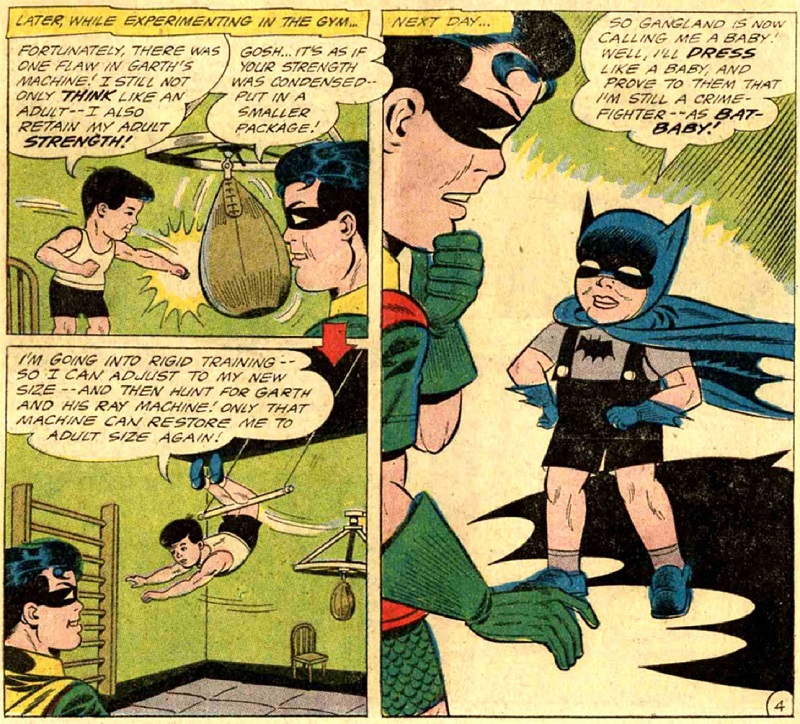 LATER, WHILE EXPERIMENTING IN THE GYM...
FORTUNATELY, THERE WAS
ONE FLAW IN GARTH'S
MACHINE! I STILL NOT
ONLY THINK LIKE AN
ADULT--I ALSO
RETAIN MY ADULT
STRENGTH!
GOSH... IT'S AS IF
YOUR STRENGTH
WAS CONDENSED--
PUT IN A
SMALLER
PACKAGE!
I'M GOING INTO RIGID TRAINING--
SO I CAN ADJUST TO MY NEW
SIZE--AND THEN HUNT FOR GARTH
AND HIS RAY MACHINE! ONLY THAT
MACHINE CAN RESTORE ME TO
ADULT SIZE AGAIN!
NEXT DAY...
SO GANGLAND IS NOW
CALLING ME A BABY!
WELL, I'LL DRESS
LIKE A BABY, AND
PROVE TO THEM THAT
I'M STILL A CRIME-
FIGHTER--AS BAT-
BABY!
4